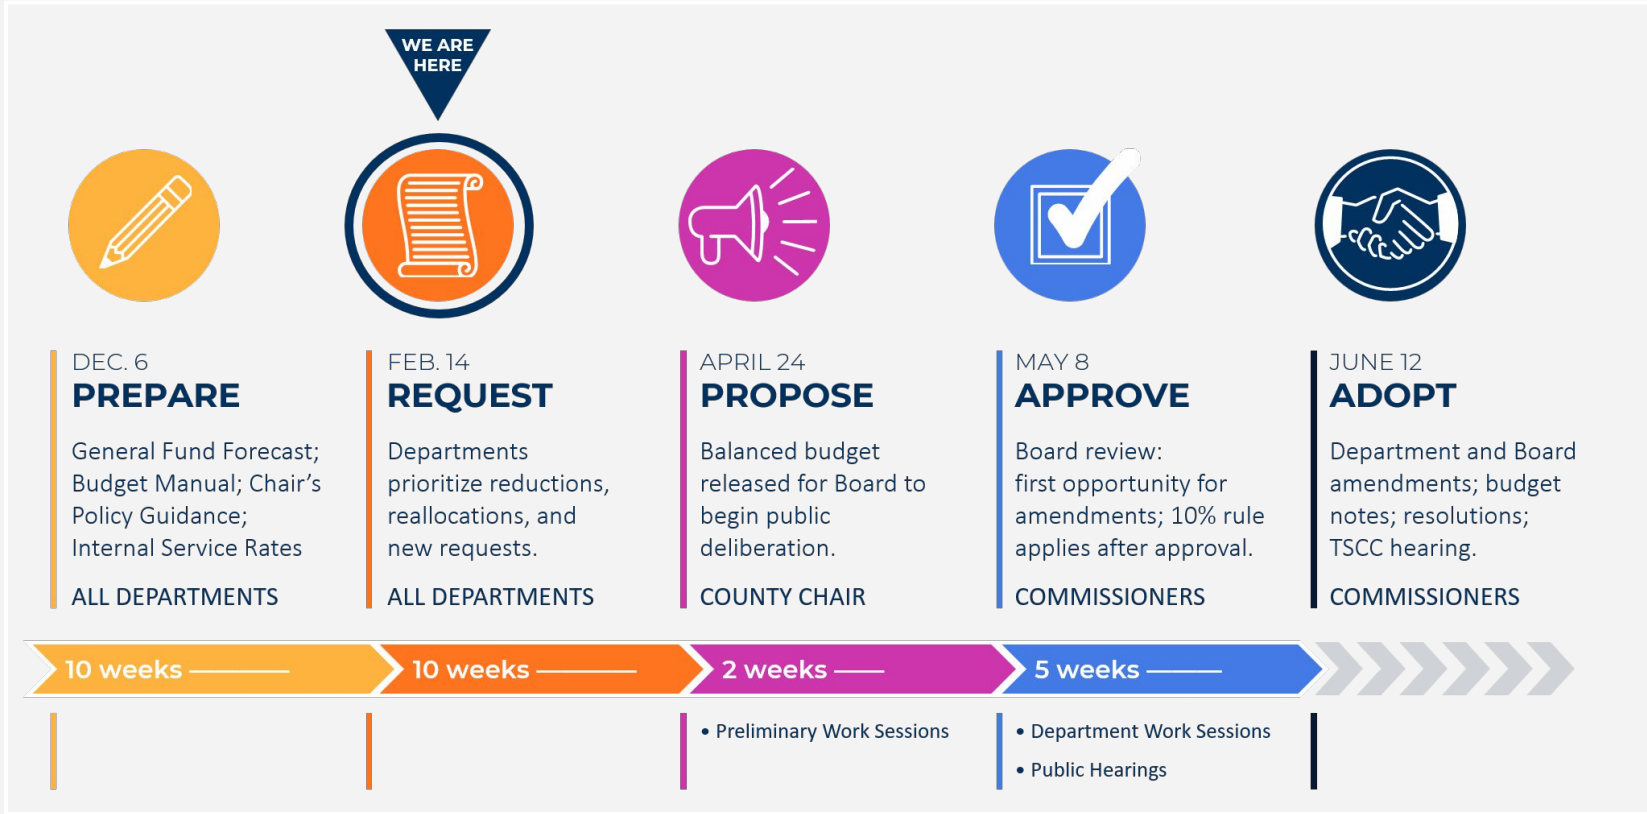 WE ARE
HERE
DEC. 6
PREPARE
General Fund Forecast;
Budget Manual; Chair’s
Policy Guidance;
Internal Service Rates
ALL DEPARTMENTS
FEB. 14
REQUEST
Departments
prioritize reductions,
reallocations, and
new requests.
ALL DEPARTMENTS
APRIL 24
PROPOSE
Balanced budget
released for Board to
begin public
deliberation.
COUNTY CHAIR
MAY 8
APPROVE
Board review:
first opportunity for
amendments; 10% rule
applies after approval.
COMMISSIONERS
JUNE 12
ADOPT
Department and Board
amendments; budget
notes; resolutions;
TSCC hearing.
COMMISSIONERS
10 weeks
10 weeks
2 weeks
5 weeks
• Preliminary Work Sessions
• Department Work Sessions
• Public Hearings